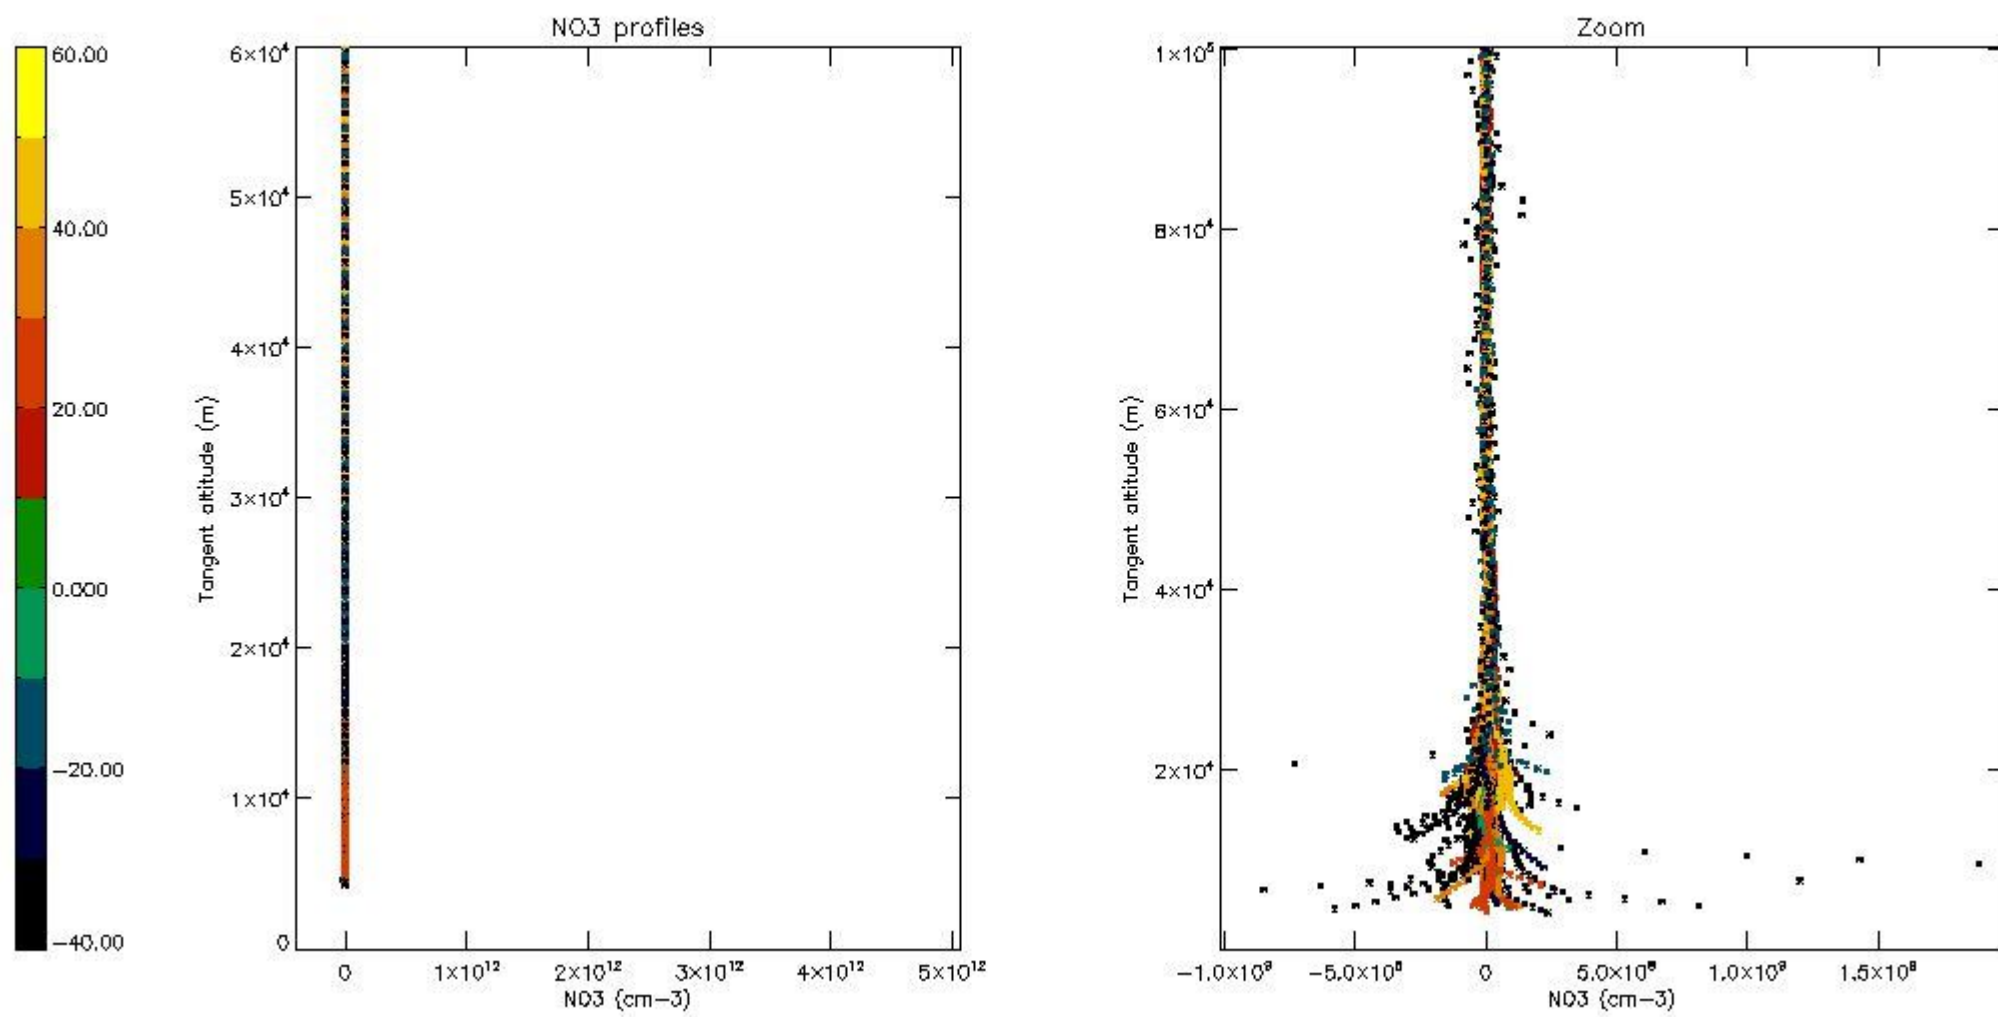 NO3 profiles
60.00
40.00
20.00
0.000
−20.00
−40.00
6×10⁴
5×10⁴
4×10⁴
3×10⁴
2×10⁴
1×10⁴
0
Tangent altitude (m)
0 1×10¹² 2×10¹² 3×10¹² 4×10¹² 5×10¹²
NO3 (cm−3)
Zoom
1×10⁵
8×10⁴
6×10⁴
4×10⁴
2×10⁴
Tangent altitude (m)
−1.0×10⁹ −5.0×10⁸ 0 5.0×10⁸ 1.0×10⁹ 1.5×10⁹
NO3 (cm−3)